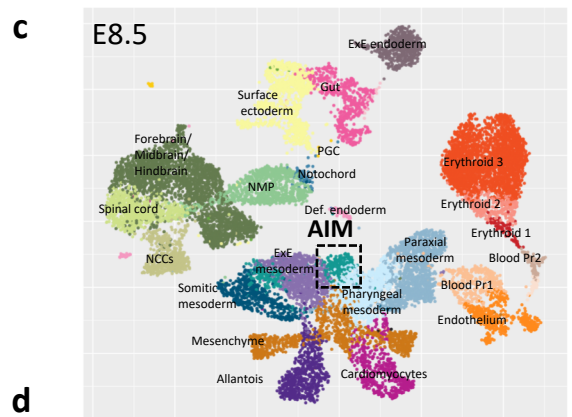 c
E8.5
ExE endoderm
Gut
Surface
ectoderm
Forebrain/
Midbrain/
Hindbrain
PGC
Notochord
NMP
Erythroid 3
Spinal cord
Def. endoderm
Erythroid 2
AIM
Erythroid 1
NCCs
ExE
mesoderm
Paraxial
mesoderm
Blood Pr2
Somitic
mesoderm
Pharyngeal
mesoderm
Blood Pr1
Endothelium
Mesenchyme
Allantois
Cardiomyocytes
d